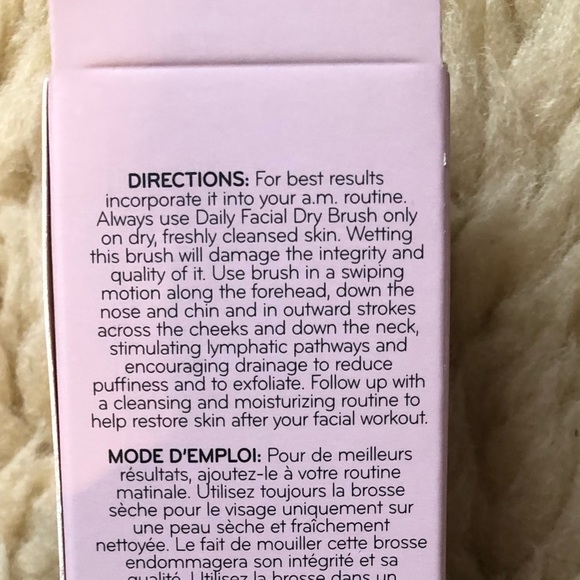 DIRECTIONS: For best results
incorporate it into your a.m. routine.
Always use Daily Facial Dry Brush only
on dry, freshly cleansed skin. Wetting
this brush will damage the integrity and
quality of it. Use brush in a swiping
motion along the forehead, down the
nose and chin and in outward strokes
across the cheeks and down the neck,
stimulating lymphatic pathways and
encouraging drainage to reduce
puffiness and to exfoliate. Follow up with
a cleansing and moisturizing routine to
help restore skin after your facial workout.
MODE D'EMPLOI: Pour de meilleurs
résultats, ajoutez-le à votre routine
matinale. Utilisez toujours la brosse
sèche pour le visage uniquement sur
une peau sèche et fraîchement
nettoyée. Le fait de mouiller cette brosse
endommagera son intégrité et sa
qualité. Utilisez la brosse dans un